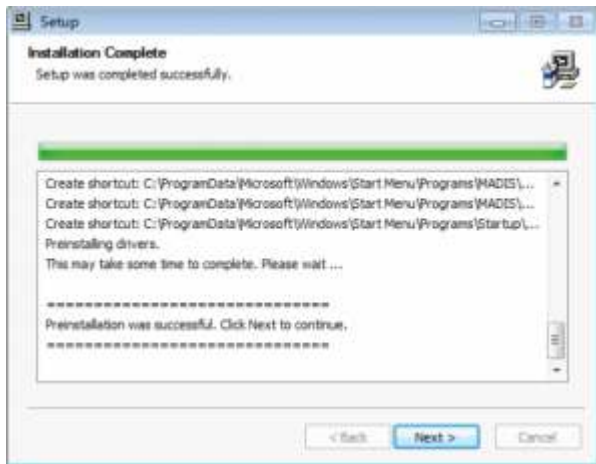 Setup
Installation Complete
Setup was completed successfully.
Create shortcut: C:\ProgramData\Microsoft\Windows\Start Menu\Programs\MADIS\...
Create shortcut: C:\ProgramData\Microsoft\Windows\Start Menu\Programs\MADIS\...
Create shortcut: C:\ProgramData\Microsoft\Windows\Start Menu\Programs\Startup\...
Preinstalling drivers.
This may take some time to complete. Please wait ...
==============================
Preinstallation was successful. Click Next to continue.
==============================
< Back Next > Cancel